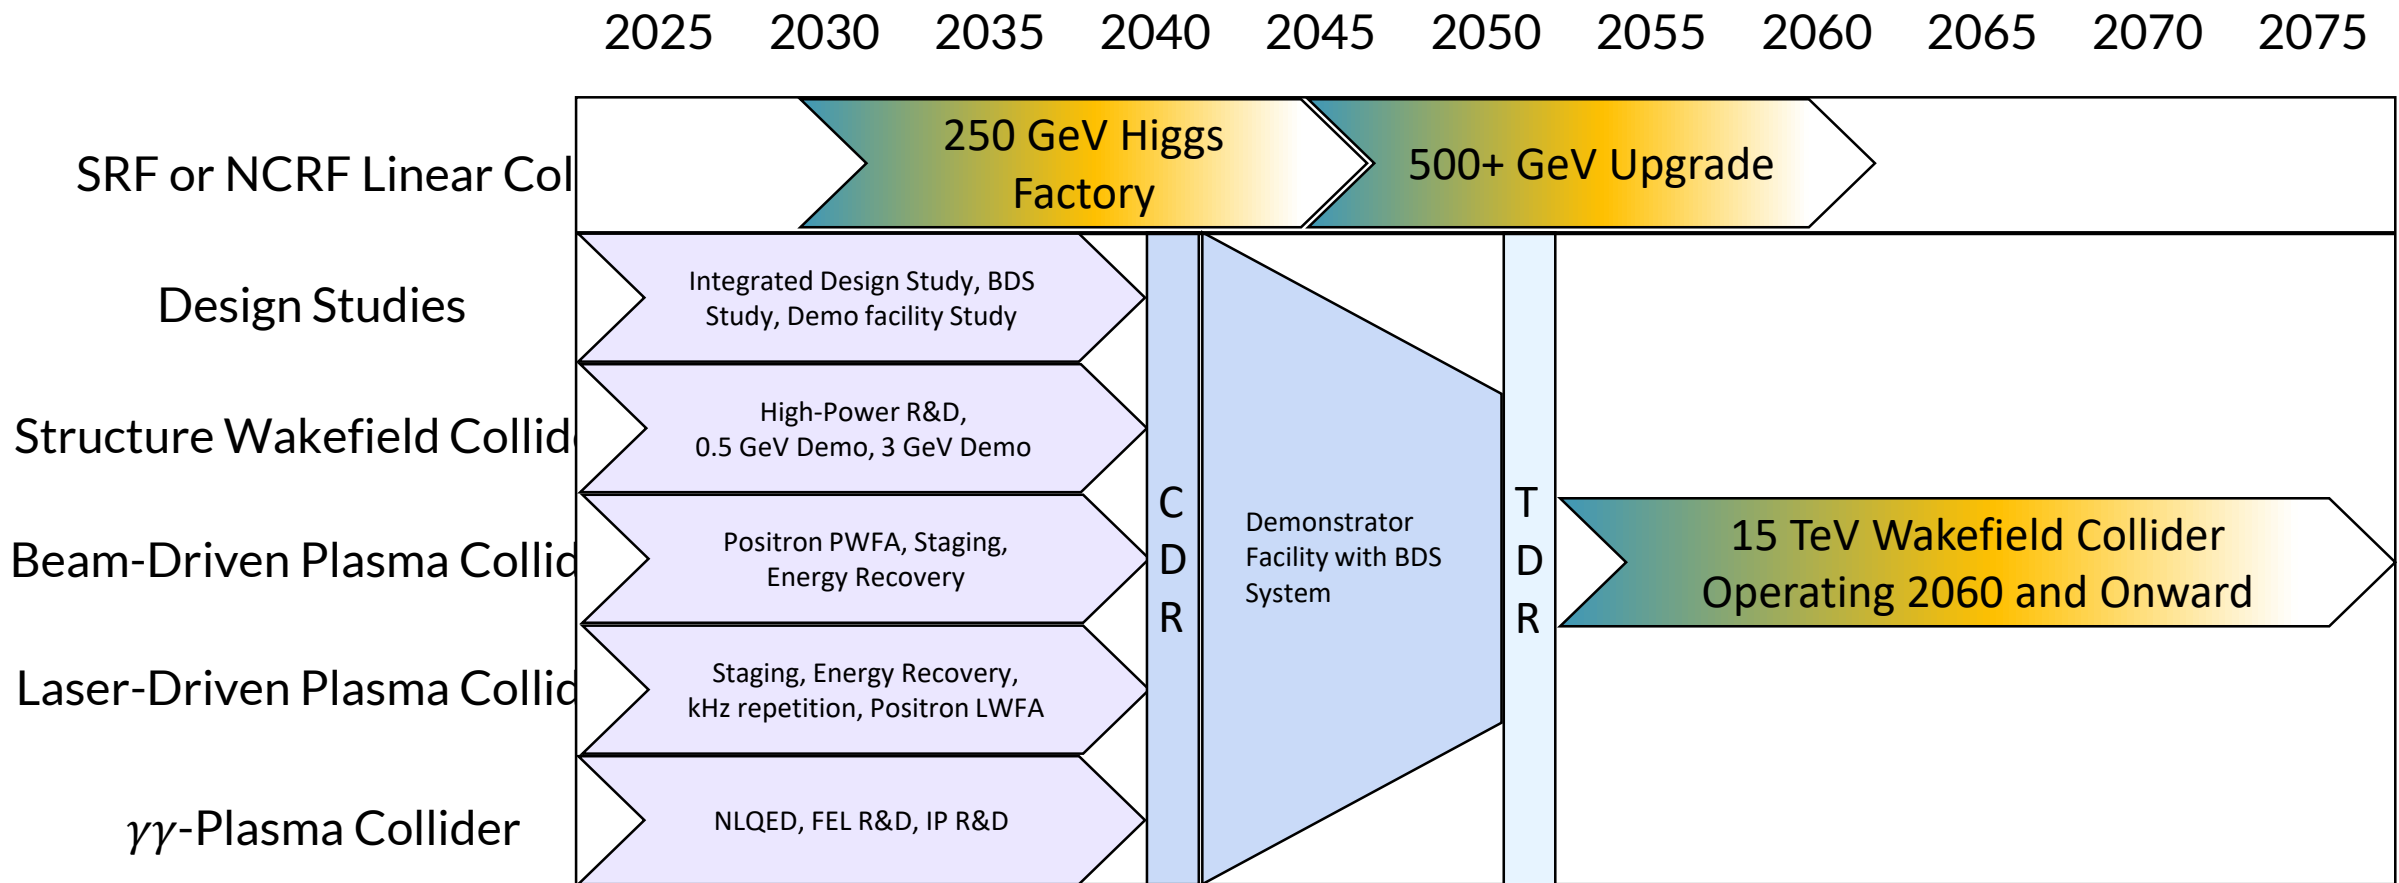 2025 2030 2035 2040 2045 2050 2055 2060 2065 2070 2075
SRF or NCRF Linear Col
250 GeV Higgs
Factory
500+ GeV Upgrade
Design Studies
Integrated Design Study, BDS
Study, Demo facility Study
Structure Wakefield Collid
High-Power R&D,
0.5 GeV Demo, 3 GeV Demo
Beam-Driven Plasma Collid
Positron PWFA, Staging,
Energy Recovery
Laser-Driven Plasma Collid
Staging, Energy Recovery,
kHz repetition, Positron LWFA
γγ-Plasma Collider
NLQED, FEL R&D, IP R&D
C
D
R
Demonstrator
Facility with BDS
System
T
D
R
15 TeV Wakefield Collider
Operating 2060 and Onward